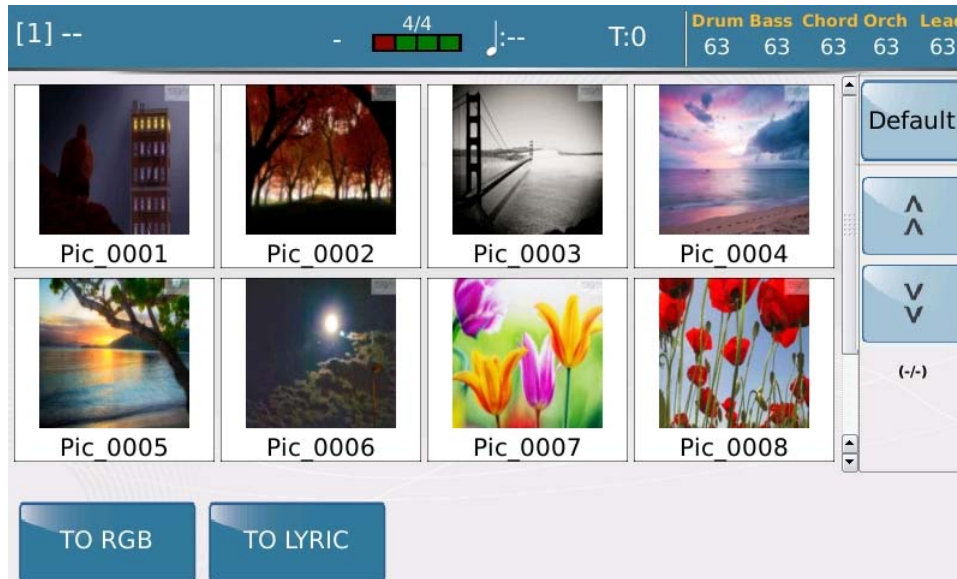 [1] --
-
4/4
:--
T:0
Drum Bass Chord Orch Lead
63 63 63 63 63
Default
Pic_0001 Pic_0002 Pic_0003 Pic_0004
(-/-)
Pic_0005 Pic_0006 Pic_0007 Pic_0008
TO RGB TO LYRIC